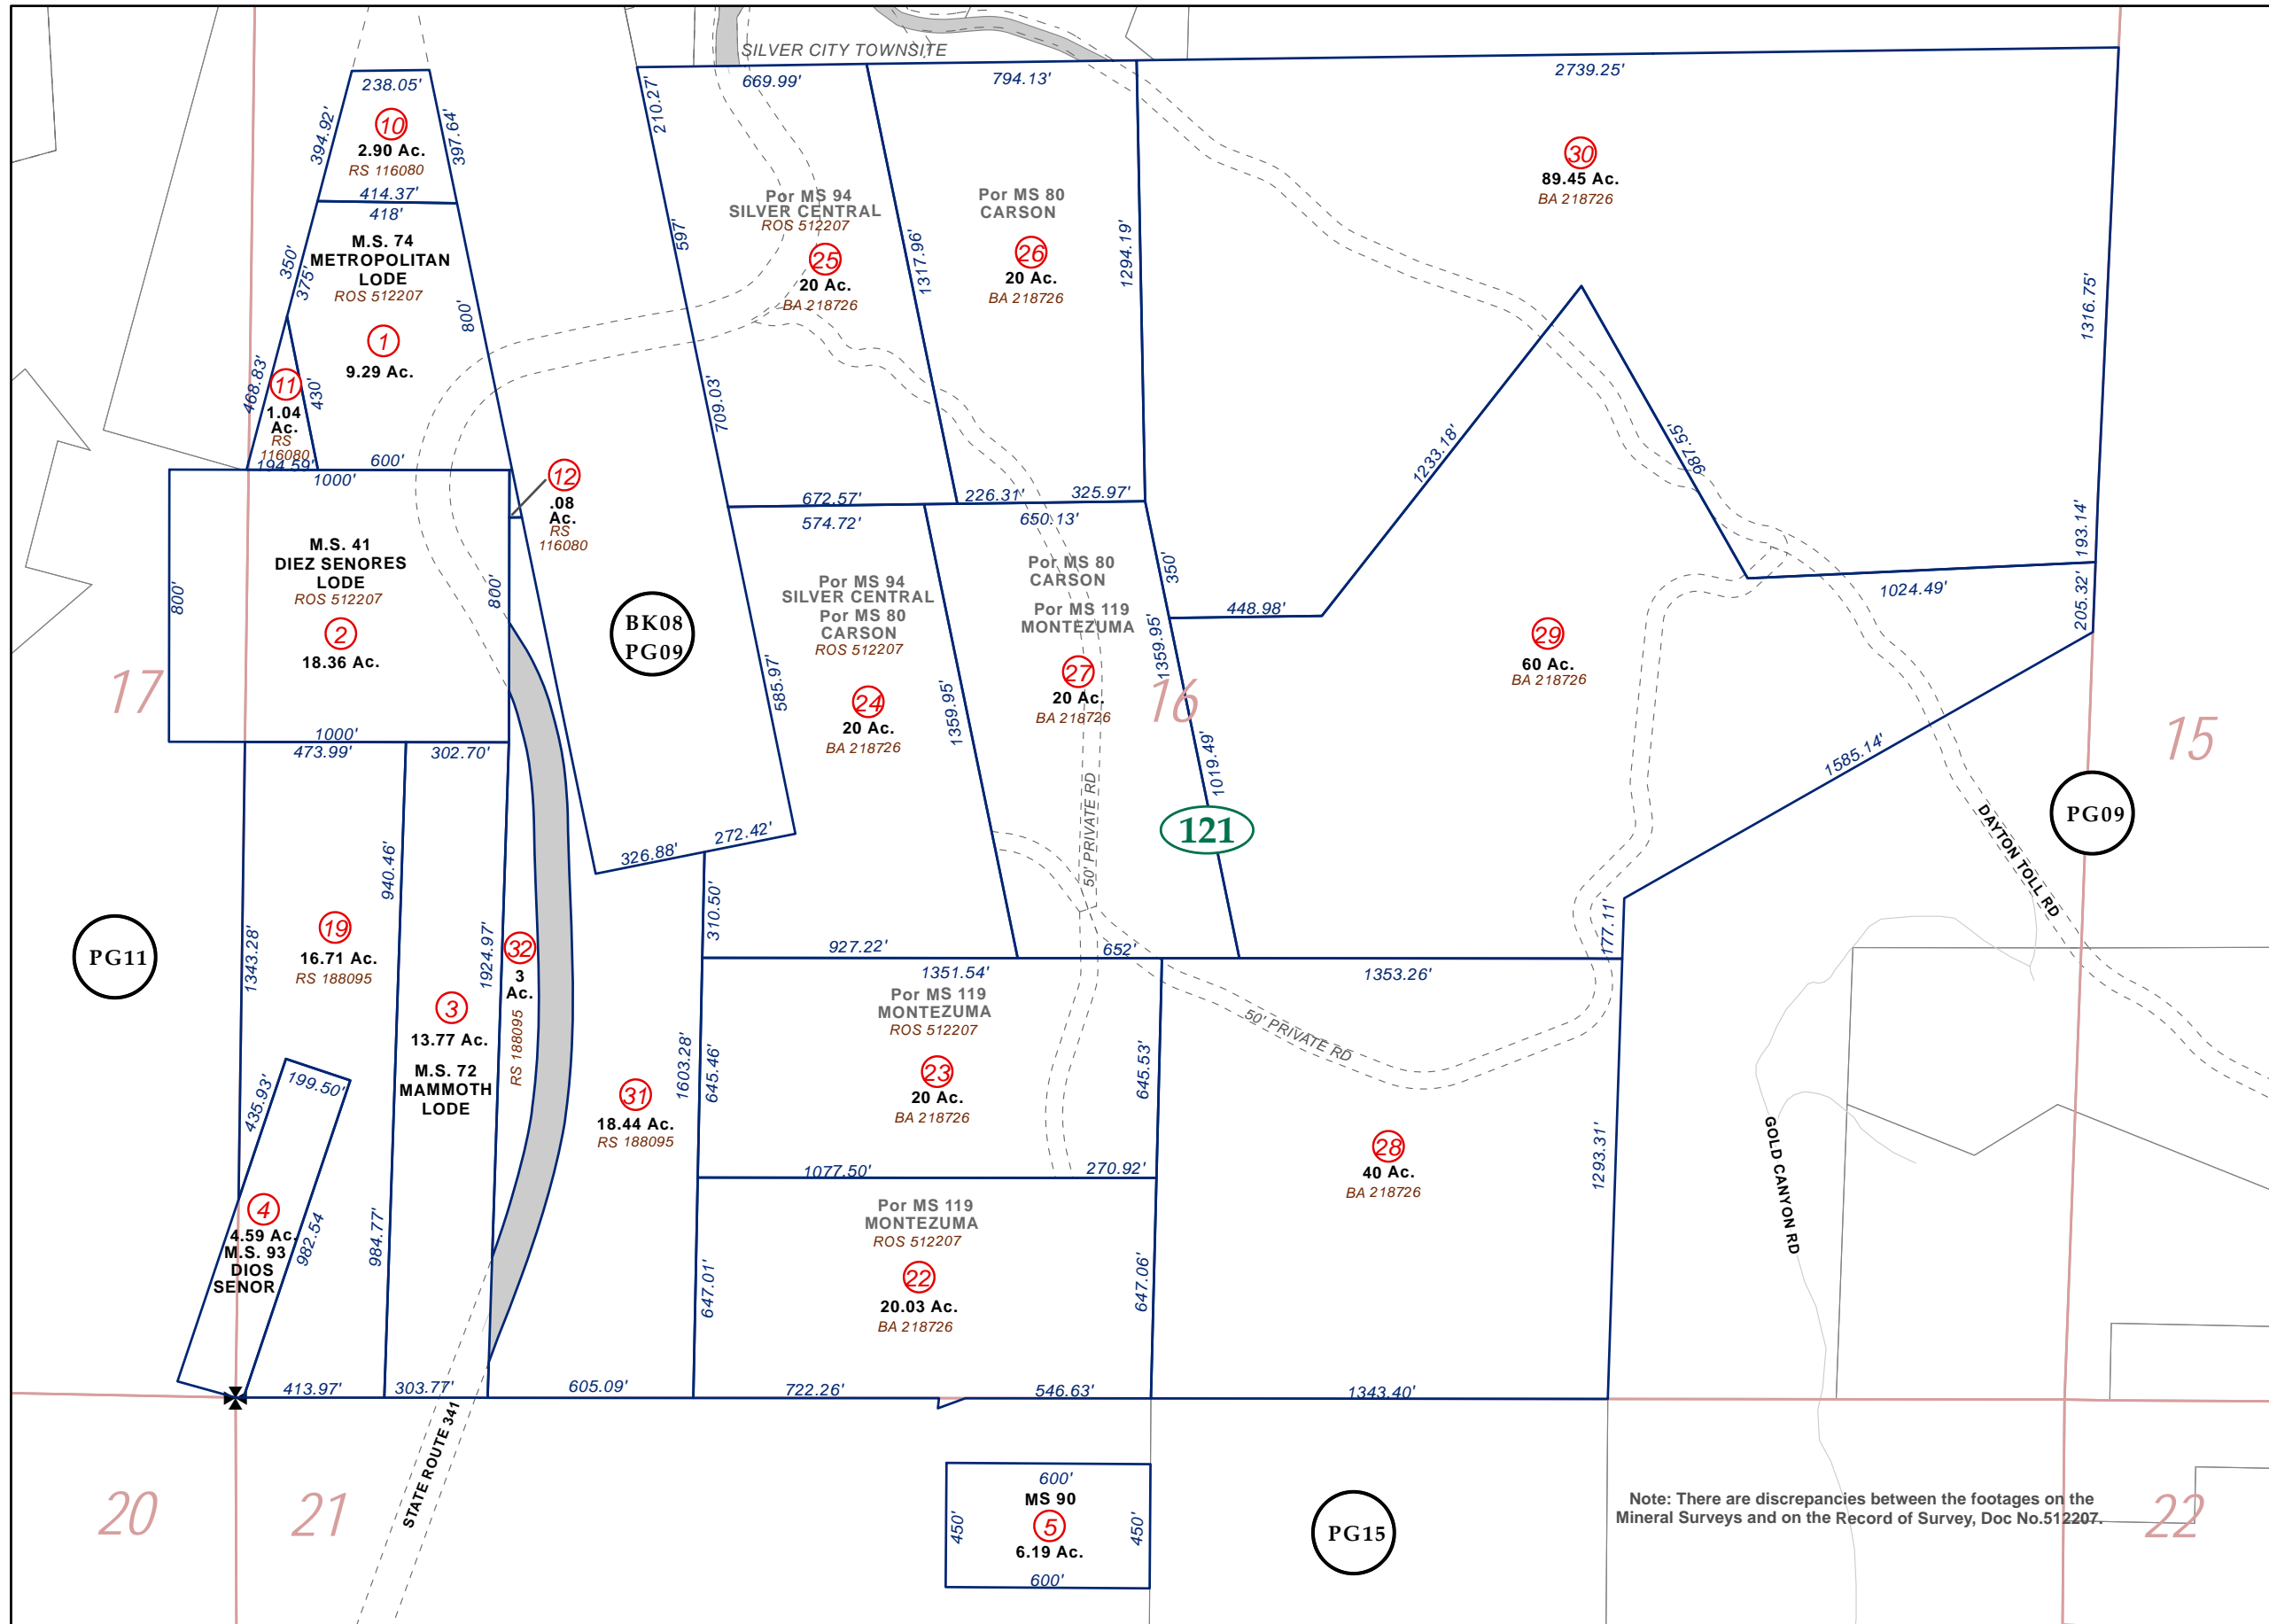 SILVER CITY TOWNSITE
238.05'
394.92'
397.64'
10
2.90 Ac.
RS 116080
414.37'
418'
M.S. 74
METROPOLITAN
LODE
ROS 512207
350'
375'
800'
1
9.29 Ac.
468.83'
11
430'
1.04
Ac.
RS
116080
194.59'
600'
1000'
12
.08
Ac.
RS
116080
M.S. 41
DIEZ SENORES
LODE
ROS 512207
800'
800'
2
18.36 Ac.
1000'
17
BK08
PG09
669.99'
210.27'
597'
709.03'
Por MS 94
SILVER CENTRAL
ROS 512207
25
20 Ac.
BA 218726
1317.96'
794.13'
Por MS 80
CARSON
26
20 Ac.
BA 218726
1294.19'
2739.25'
30
89.45 Ac.
BA 218726
1316.75'
1233.18'
987.55'
193.14'
672.57'
226.31'
325.97'
574.72'
650.13'
Por MS 94
SILVER CENTRAL
Por MS 80
CARSON
ROS 512207
24
20 Ac.
BA 218726
585.97'
1359.95'
Por MS 80
CARSON
Por MS 119
MONTEZUMA
27
20 Ac.
BA 218726
350'
1359.95'
16
1019.49'
448.98'
29
60 Ac.
BA 218726
1024.49'
205.32'
1585.14'
15
PG09
DAYTON TOLL RD
121
50' PRIVATE RD
326.88'
272.42'
310.50'
473.99'
302.70'
940.46'
PG11
1343.28'
19
16.71 Ac.
RS 188095
1924.97'
32
3
Ac.
RS 188095
3
13.77 Ac.
M.S. 72
MAMMOTH
LODE
927.22'
652'
177.11'
1351.54'
1353.26'
Por MS 119
MONTEZUMA
ROS 512207
23
20 Ac.
BA 218726
1603.28'
645.46'
645.53'
50' PRIVATE RD
31
18.44 Ac.
RS 188095
435.93'
199.50'
1077.50'
270.92'
28
40 Ac.
BA 218726
1293.31'
GOLD CANYON RD
4
4.59 Ac.
M.S. 93
DIOS
SENOR
982.54
984.77'
Por MS 119
MONTEZUMA
ROS 512207
22
20.03 Ac.
BA 218726
647.01'
647.06'
413.97'
303.77'
605.09'
722.26'
546.63'
1343.40'
STATE ROUTE 341
20
21
600'
MS 90
5
6.19 Ac.
450'
450'
600'
PG15
Note: There are discrepancies between the footages on the
Mineral Surveys and on the Record of Survey, Doc No.512207.
22